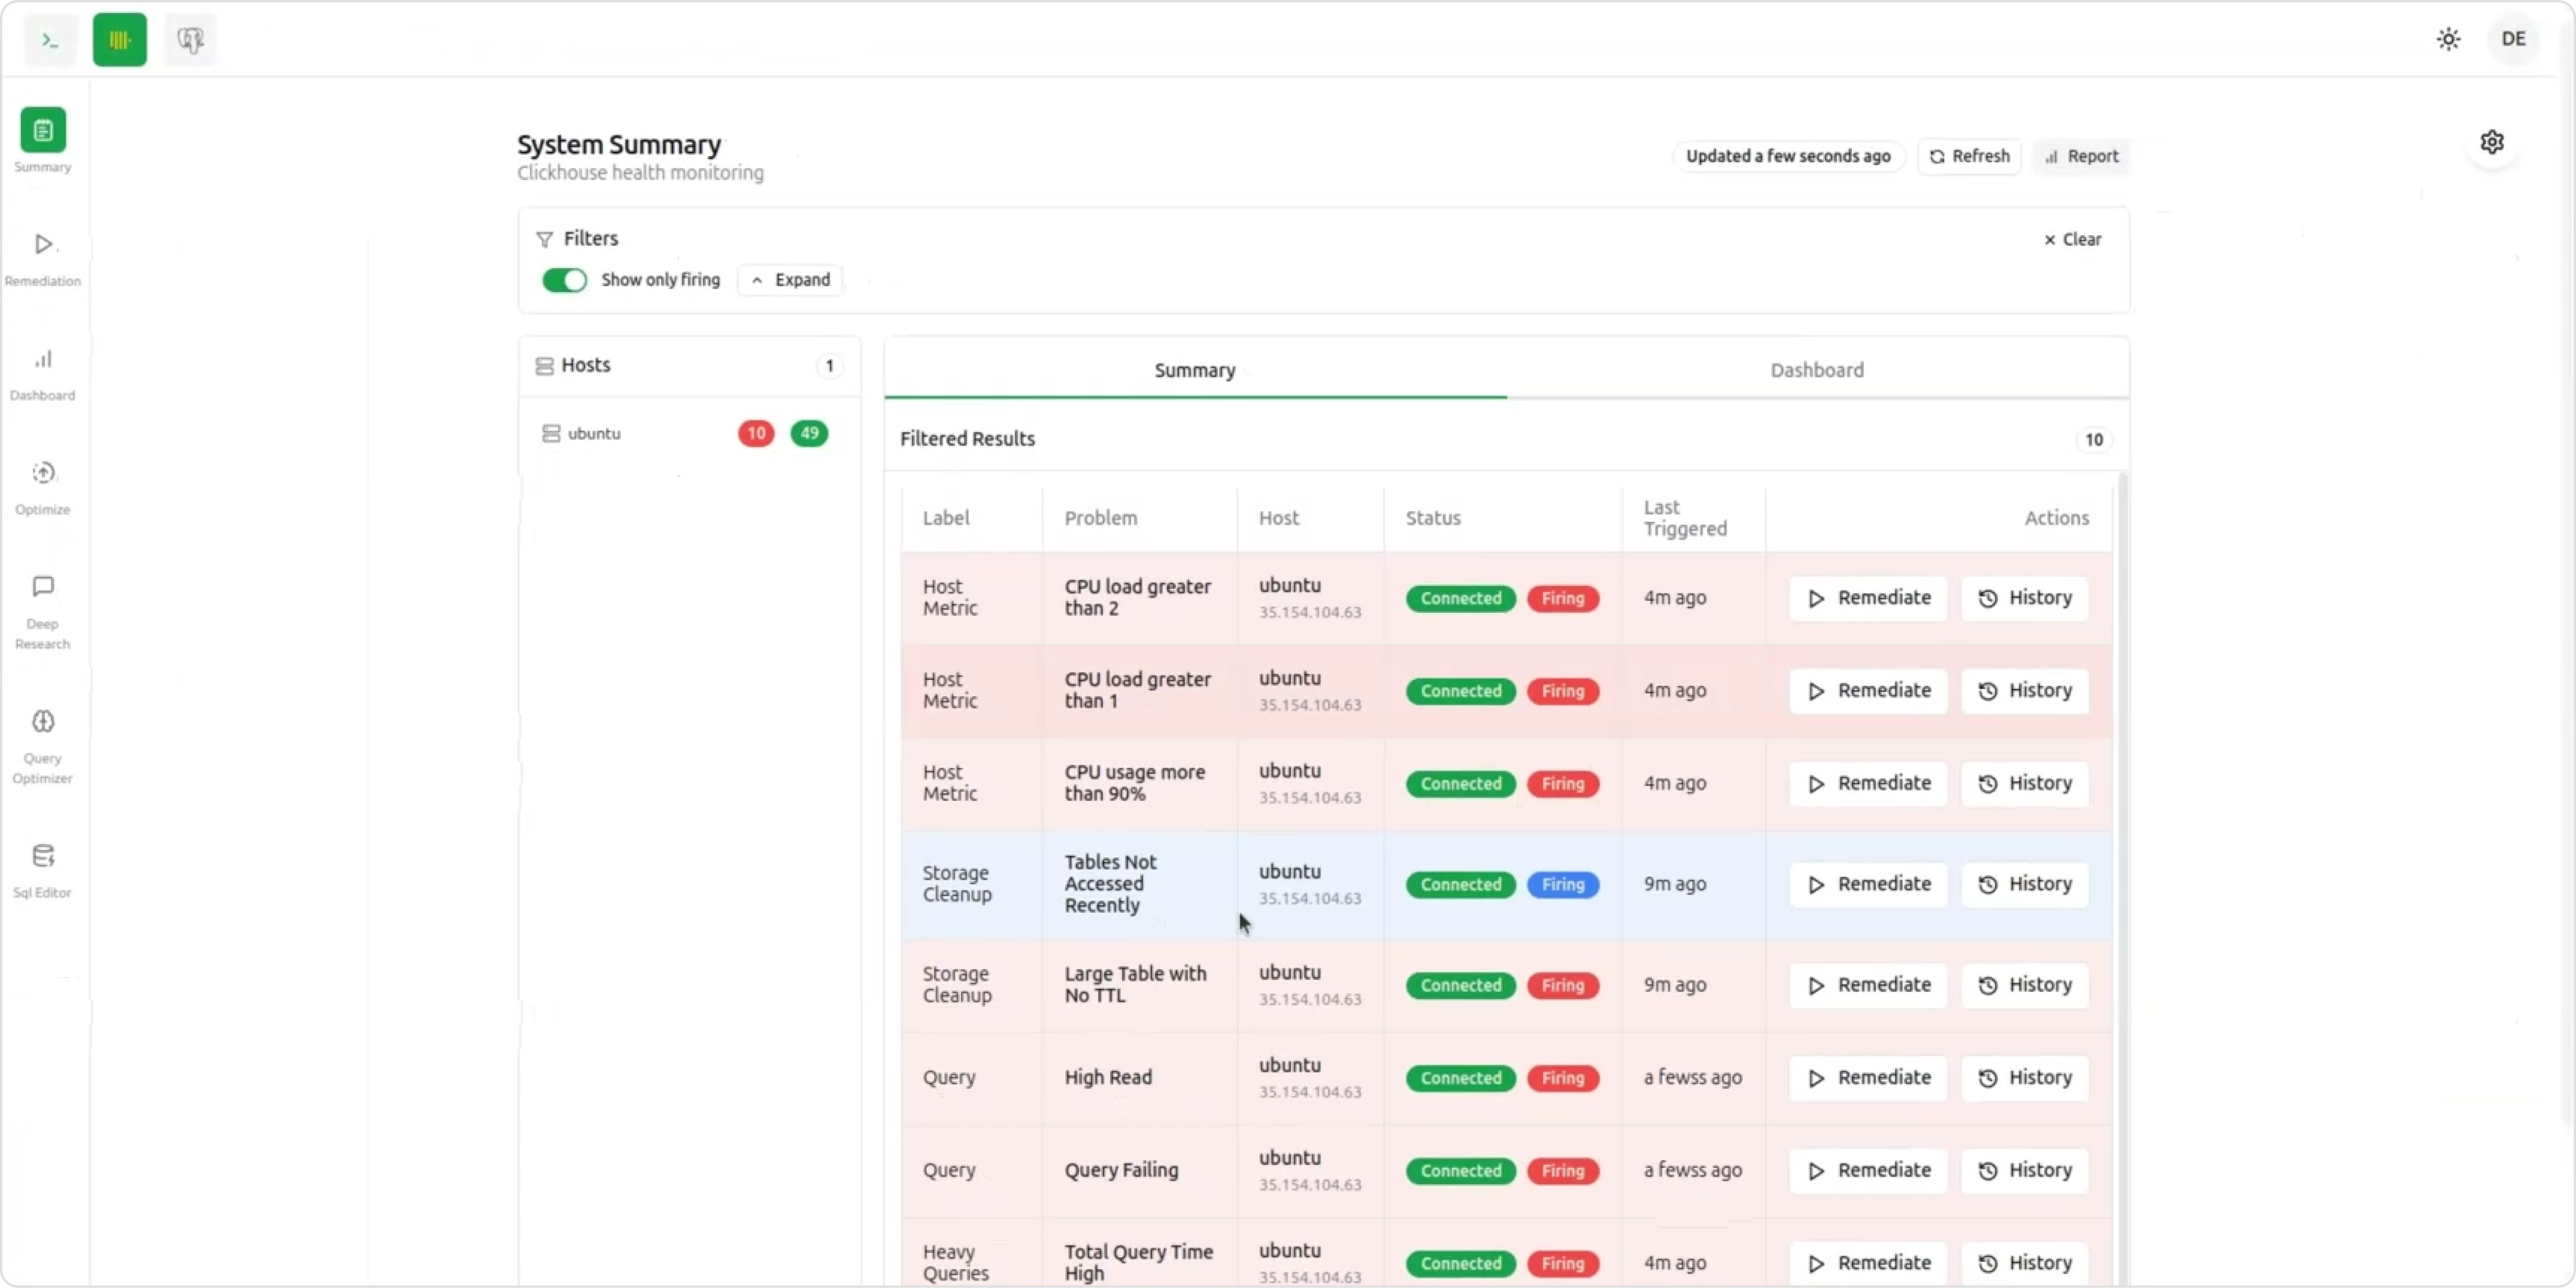 DE
Summary
Remediation
Dashboard
Optimize
Deep
Research
Query
Optimizer
Sql Editor
System Summary
Clickhouse health monitoring
Updated a few seconds ago
Refresh
Report
Filters
Clear
Show only firing
Expand
Hosts
1
ubuntu
10
49
Summary
Dashboard
Filtered Results
10
Label
Problem
Host
Status
Last
Triggered
Actions
Host
Metric
CPU load greater
than 2
ubuntu
35.154.104.63
Connected
Firing
4m ago
Remediate
History
Host
Metric
CPU load greater
than 1
ubuntu
35.154.104.63
Connected
Firing
4m ago
Remediate
History
Host
Metric
CPU usage more
than 90%
ubuntu
35.154.104.63
Connected
Firing
4m ago
Remediate
History
Storage
Cleanup
Tables Not
Accessed
Recently
ubuntu
35.154.104.63
Connected
Firing
9m ago
Remediate
History
Storage
Cleanup
Large Table with
No TTL
ubuntu
35.154.104.63
Connected
Firing
9m ago
Remediate
History
Query
High Read
ubuntu
35.154.104.63
Connected
Firing
a fewss ago
Remediate
History
Query
Query Failing
ubuntu
35.154.104.63
Connected
Firing
a fewss ago
Remediate
History
Heavy
Queries
Total Query Time
High
ubuntu
35.154.104.63
Connected
Firing
4m ago
Remediate
History